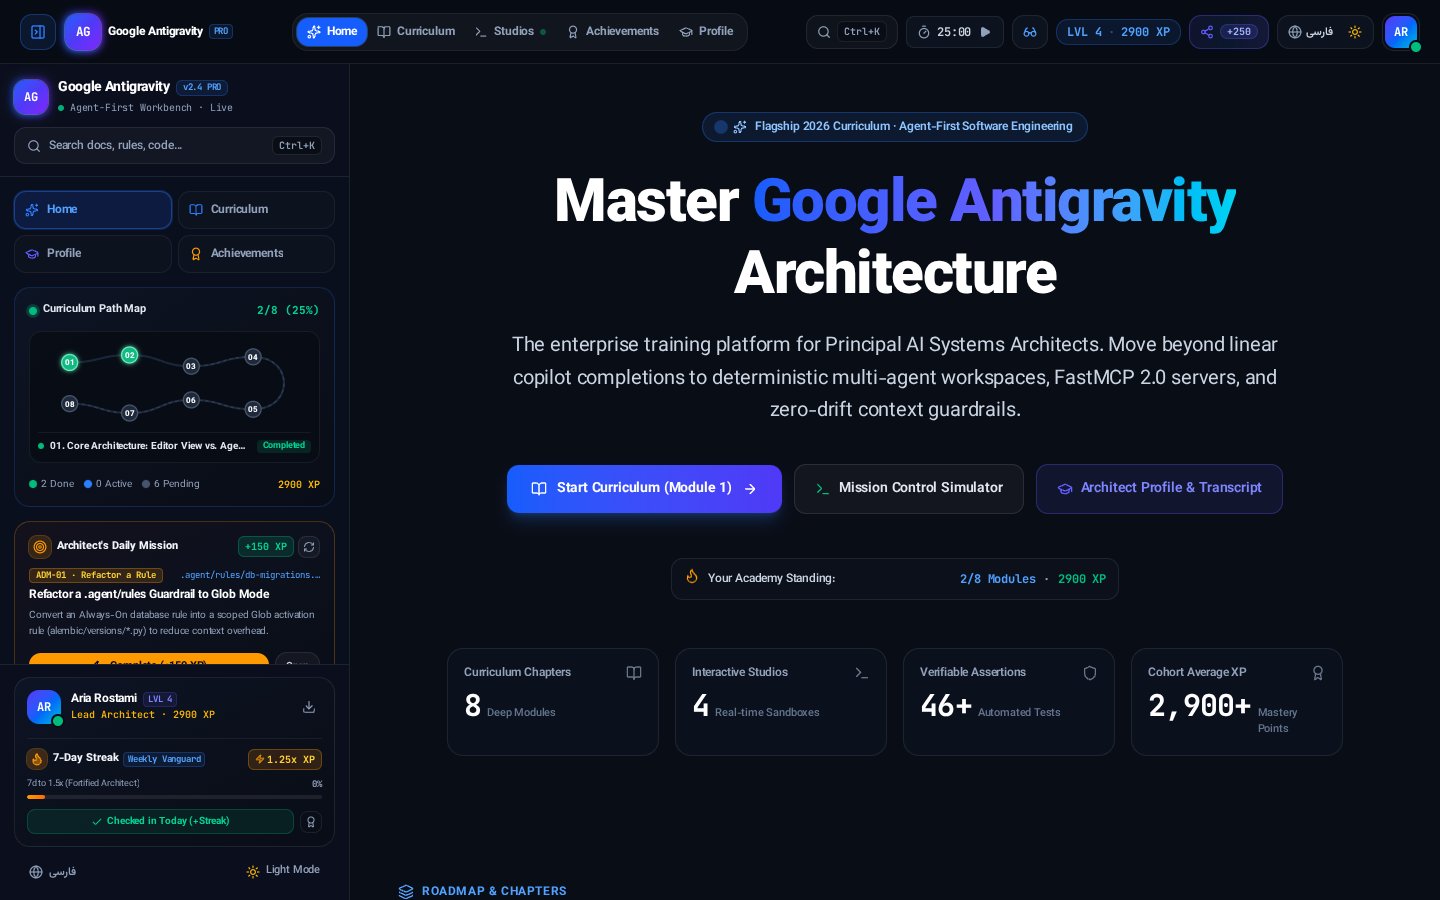 AG Google Antigravity PRO
Home Curriculum Studios Achievements Profile
Ctrl+K 25:00 LVL 4 · 2900 XP +250 فارسی AR
AG Google Antigravity v2.4 PRO
Agent-First Workbench · Live
Search docs, rules, code... Ctrl+K
Home Curriculum
Profile Achievements
Curriculum Path Map 2/8 (25%)
01 02 03 04
08 07 06 05
01. Core Architecture: Editor View vs. Age... Completed
2 Done 0 Active 6 Pending 2900 XP
Architect's Daily Mission +150 XP
ADM-01 · Refactor a Rule .agent/rules/db-migrations....
Refactor a .agent/rules Guardrail to Glob Mode
Convert an Always-On database rule into a scoped Glob activation
rule (alembic/versions/*.py) to reduce context overhead.
AR Aria Rostami LVL 4
Lead Architect · 2900 XP
7-Day Streak Weekly Vanguard 1.25x XP
7d to 1.5x (Fortified Architect) 0%
Checked in Today (+Streak)
فارسی Light Mode
Flagship 2026 Curriculum · Agent-First Software Engineering
Master Google Antigravity
Architecture
The enterprise training platform for Principal AI Systems Architects. Move beyond linear
copilot completions to deterministic multi-agent workspaces, FastMCP 2.0 servers, and
zero-drift context guardrails.
Start Curriculum (Module 1) Mission Control Simulator Architect Profile & Transcript
Your Academy Standing: 2/8 Modules · 2900 XP
Curriculum Chapters
8 Deep Modules
Interactive Studios
4 Real-time Sandboxes
Verifiable Assertions
46+ Automated Tests
Cohort Average XP
2,900+ Mastery
Points
ROADMAP & CHAPTERS